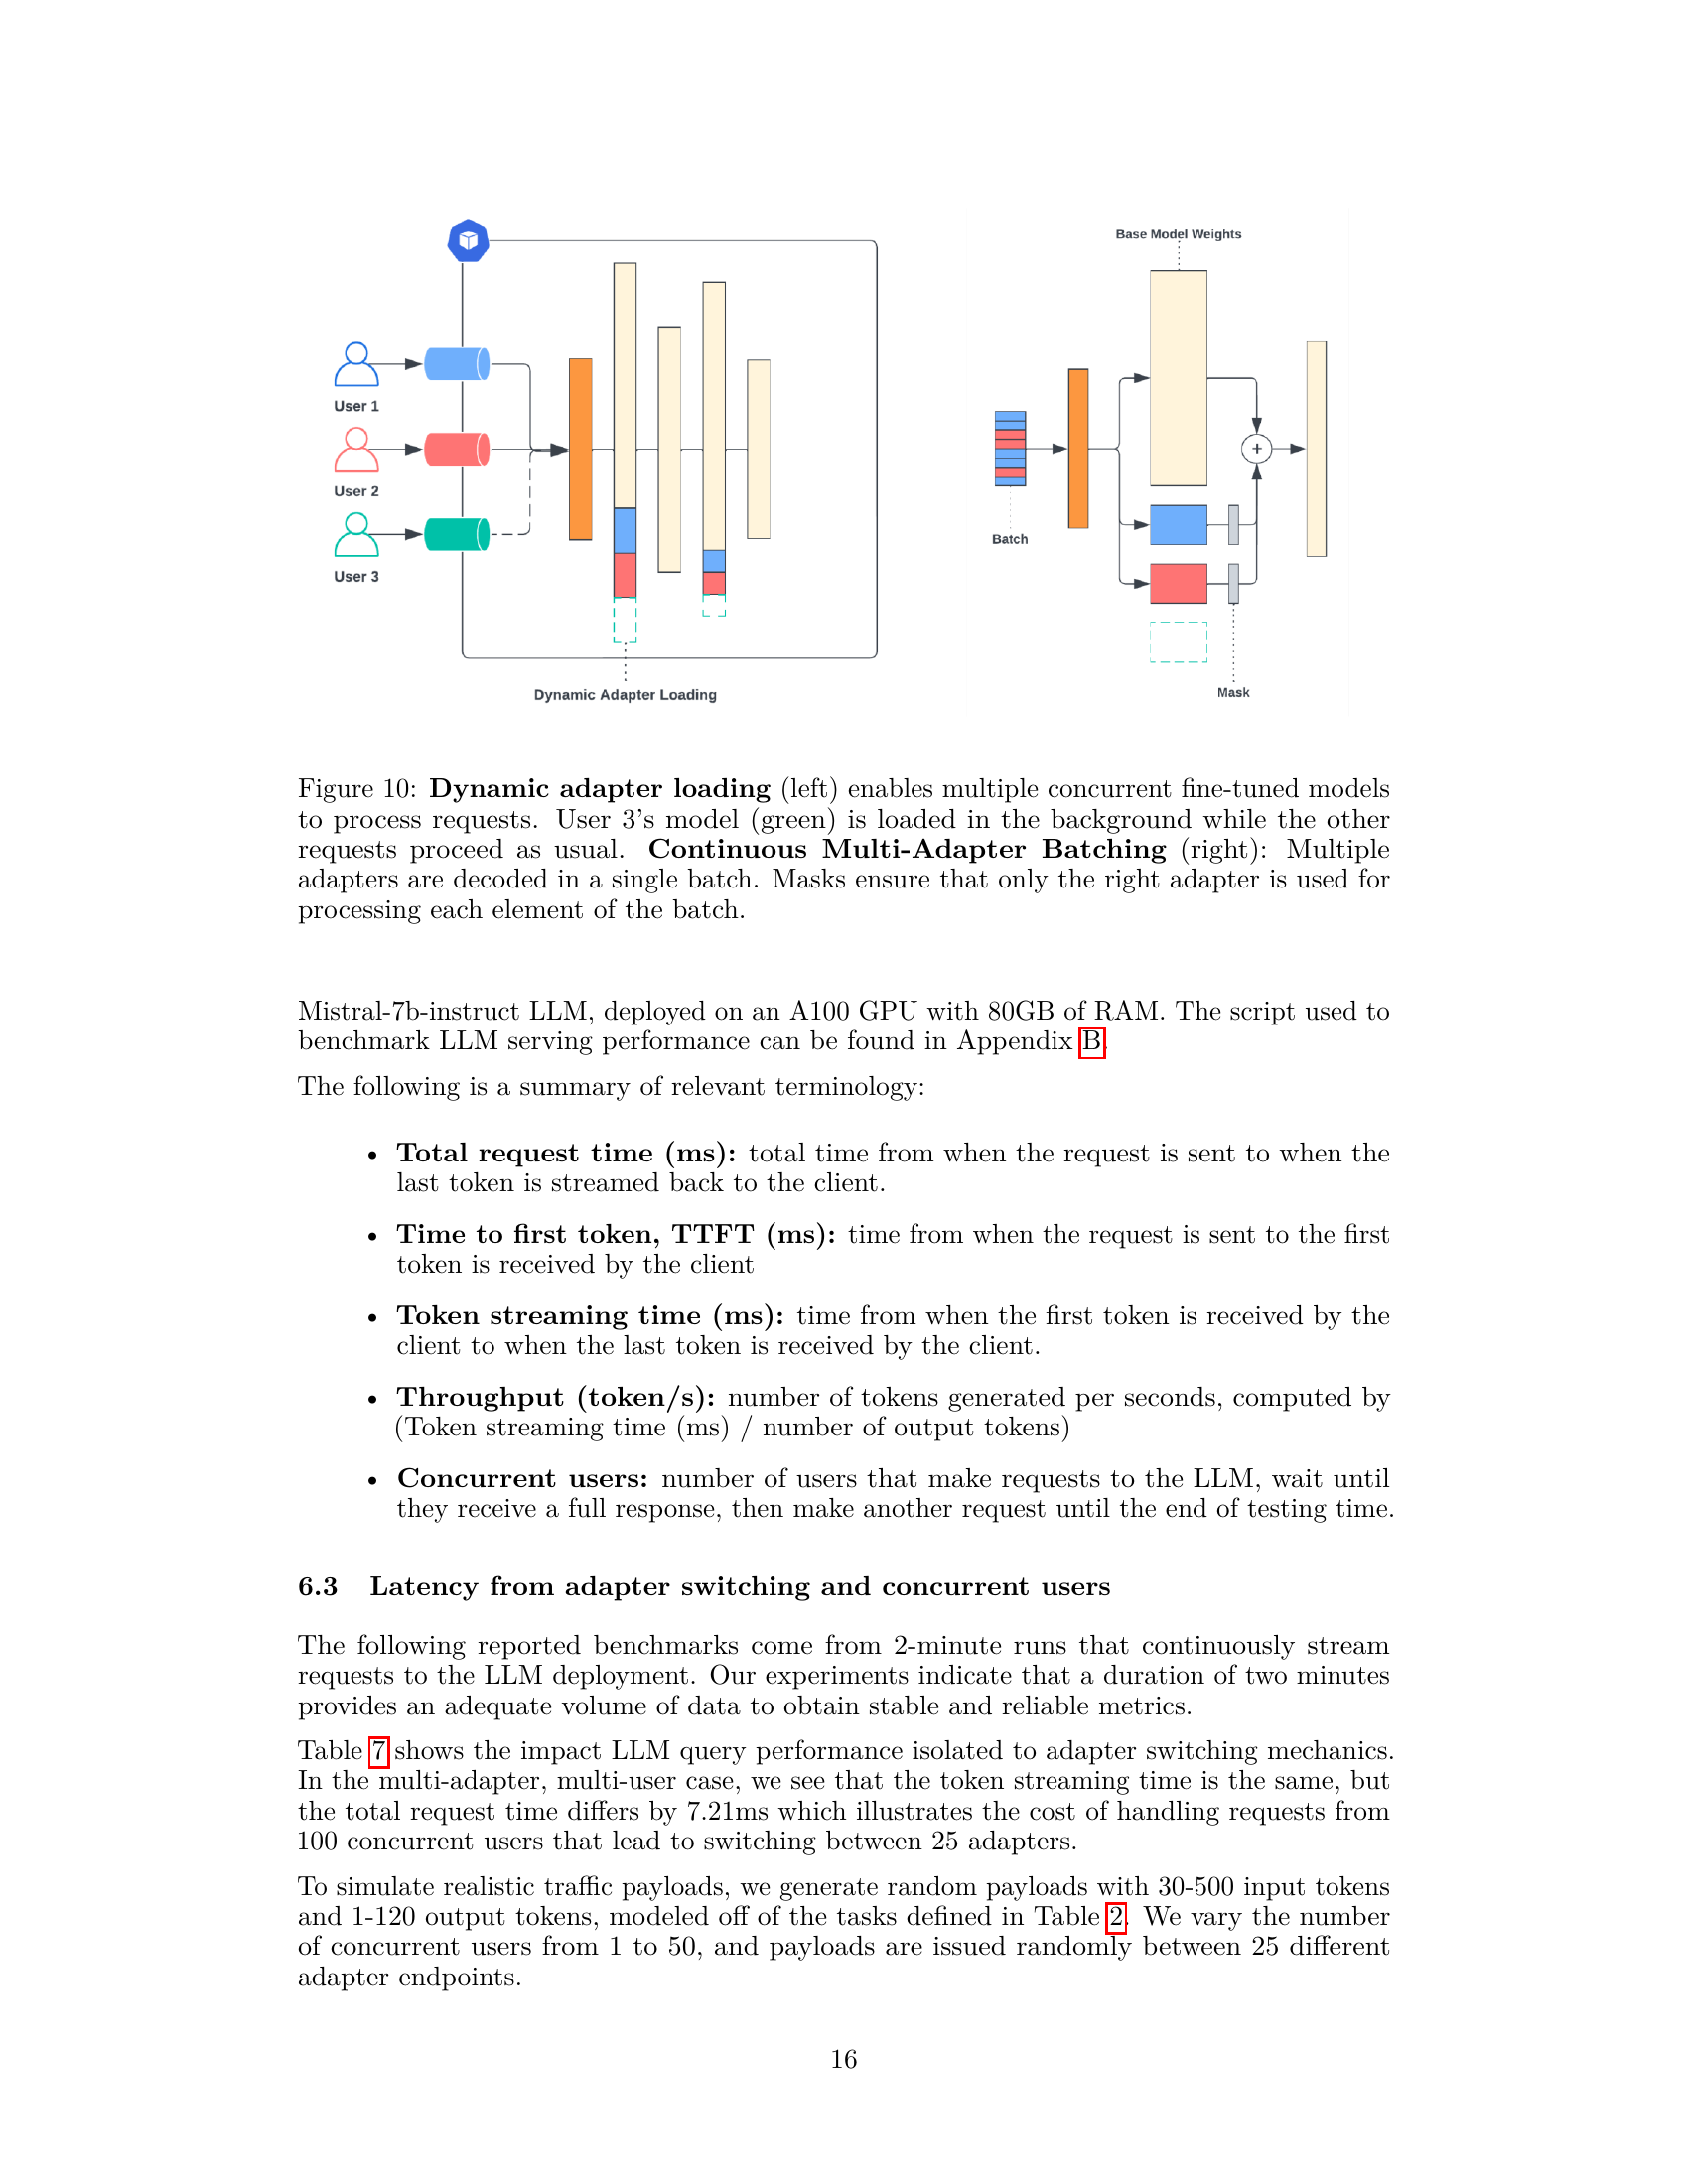 Base Model Weights
User 1
User 2
User 3
Batch
Dynamic Adapter Loading
Mask
+
Figure 10: Dynamic adapter loading (left) enables multiple concurrent fine-tuned models
to process requests. User 3's model (green) is loaded in the background while the other
requests proceed as usual. Continuous Multi-Adapter Batching (right): Multiple
adapters are decoded in a single batch. Masks ensure that only the right adapter is used for
processing each element of the batch.
Mistral-7b-instruct LLM, deployed on an A100 GPU with 80GB of RAM. The script used to
benchmark LLM serving performance can be found in Appendix B.
The following is a summary of relevant terminology:
• Total request time (ms): total time from when the request is sent to when the
last token is streamed back to the client.
• Time to first token, TTFT (ms): time from when the request is sent to the first
token is received by the client
• Token streaming time (ms): time from when the first token is received by the
client to when the last token is received by the client.
• Throughput (token/s): number of tokens generated per seconds, computed by
(Token streaming time (ms) / number of output tokens)
• Concurrent users: number of users that make requests to the LLM, wait until
they receive a full response, then make another request until the end of testing time.
6.3 Latency from adapter switching and concurrent users
The following reported benchmarks come from 2-minute runs that continuously stream
requests to the LLM deployment. Our experiments indicate that a duration of two minutes
provides an adequate volume of data to obtain stable and reliable metrics.
Table 7 shows the impact LLM query performance isolated to adapter switching mechanics.
In the multi-adapter, multi-user case, we see that the token streaming time is the same, but
the total request time differs by 7.21ms which illustrates the cost of handling requests from
100 concurrent users that lead to switching between 25 adapters.
To simulate realistic traffic payloads, we generate random payloads with 30-500 input tokens
and 1-120 output tokens, modeled off of the tasks defined in Table 2. We vary the number
of concurrent users from 1 to 50, and payloads are issued randomly between 25 different
adapter endpoints.
16